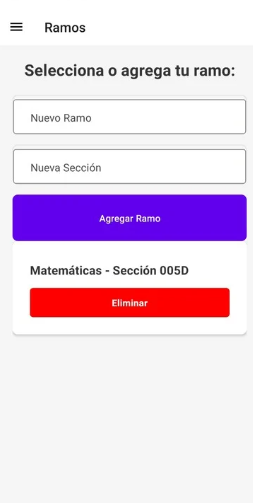 Ramos
Selecciona o agrega tu ramo:
Nuevo Ramo
Nueva Sección
Agregar Ramo
Matemáticas - Sección 005D
Eliminar